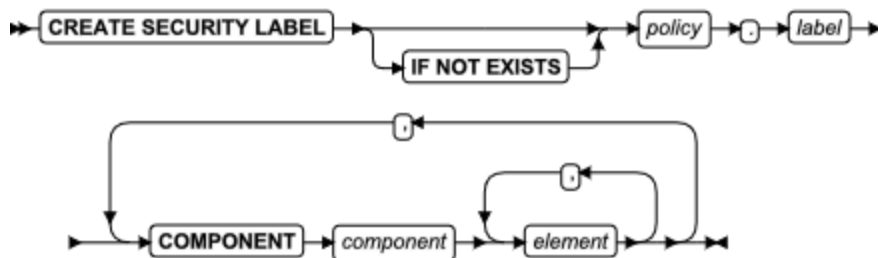 CREATE SECURITY LABEL policy . label
IF NOT EXISTS
,
,
COMPONENT component element